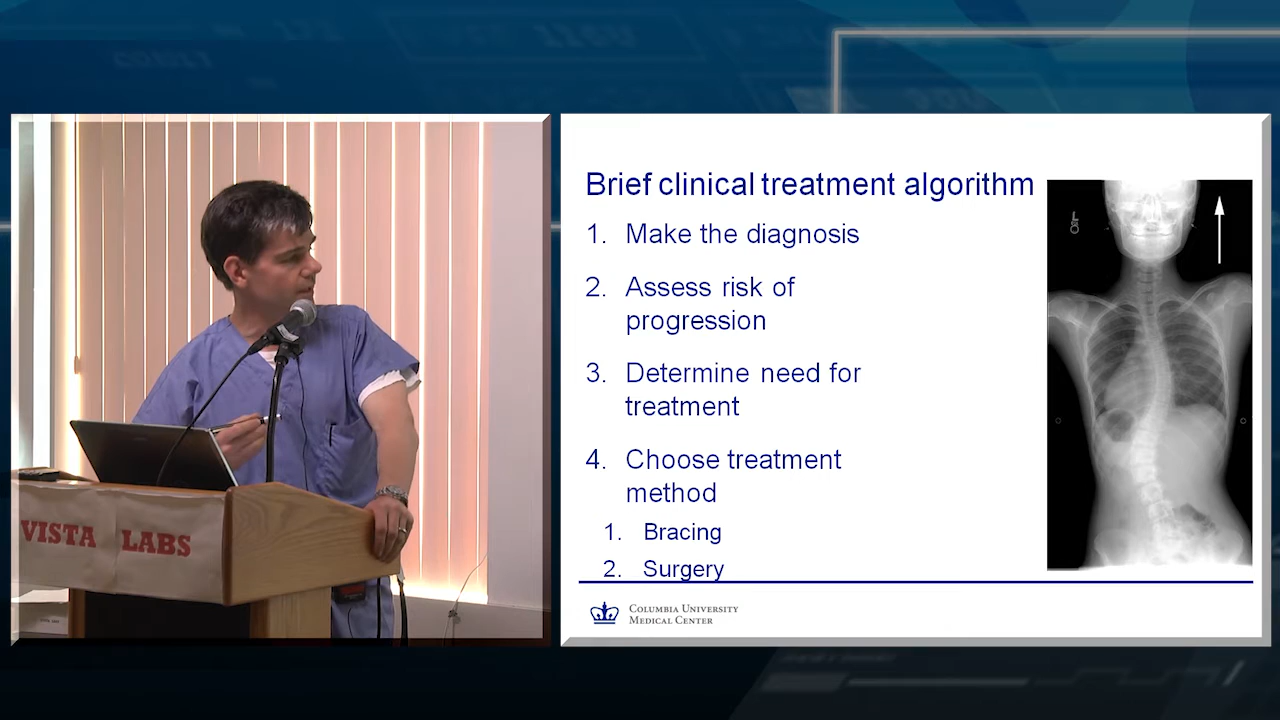 VISTA LABS
Brief clinical treatment algorithm
1. Make the diagnosis
2. Assess risk of
progression
3. Determine need for
treatment
4. Choose treatment
method
1. Bracing
2. Surgery
COLUMBIA UNIVERSITY
MEDICAL CENTER